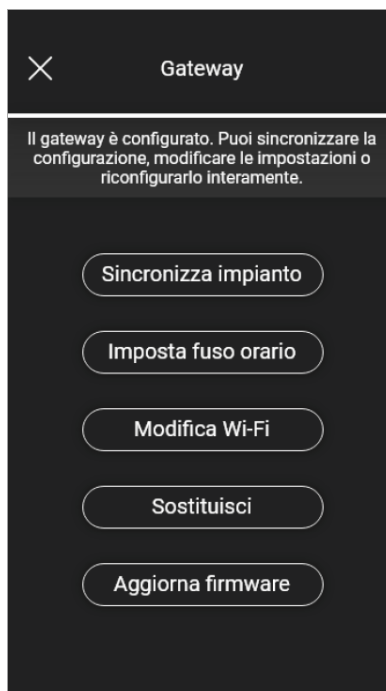 Gateway
Il gateway è configurato. Puoi sincronizzare la
configurazione, modificare le impostazioni o
riconfigurarlo interamente.
Sincronizza impianto
Imposta fuso orario
Modifica Wi-Fi
Sostituisci
Aggiorna firmware